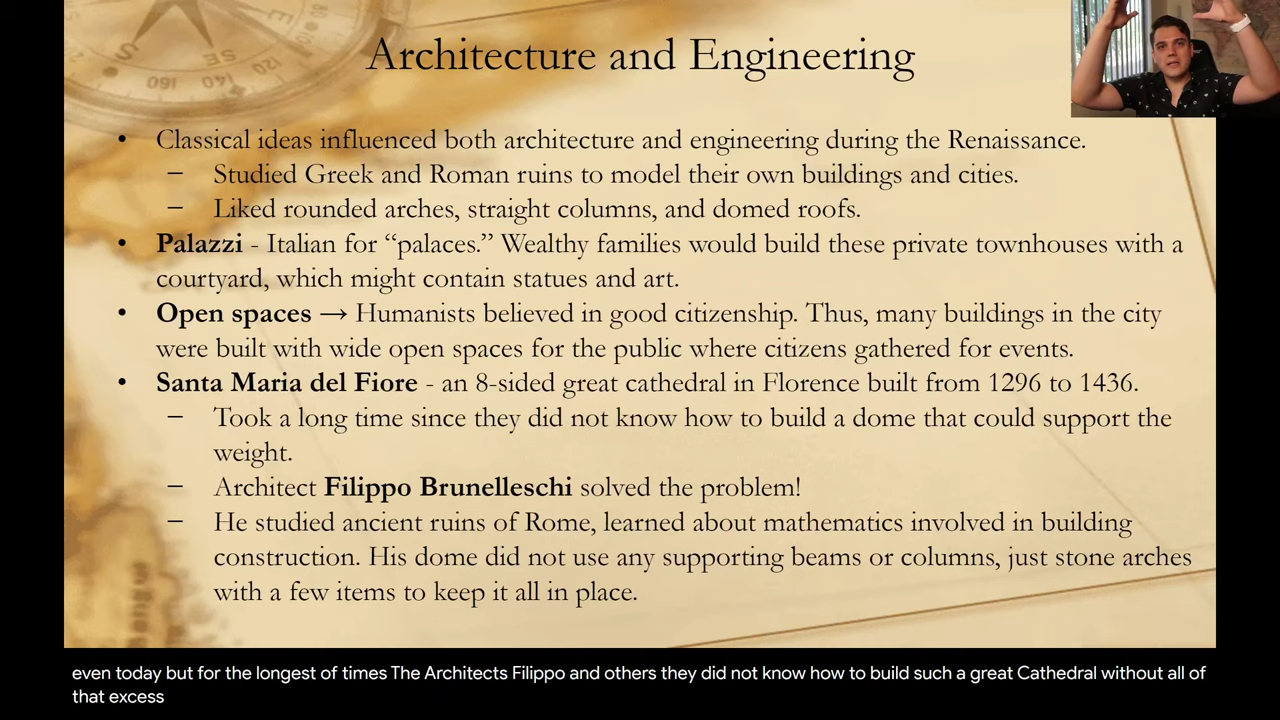 Architecture and Engineering
• Classical ideas influenced both architecture and engineering during the Renaissance.
– Studied Greek and Roman ruins to model their own buildings and cities.
– Liked rounded arches, straight columns, and domed roofs.
• Palazzi - Italian for “palaces.” Wealthy families would build these private townhouses with a
courtyard, which might contain statues and art.
• Open spaces → Humanists believed in good citizenship. Thus, many buildings in the city
were built with wide open spaces for the public where citizens gathered for events.
• Santa Maria del Fiore - an 8-sided great cathedral in Florence built from 1296 to 1436.
– Took a long time since they did not know how to build a dome that could support the
weight.
– Architect Filippo Brunelleschi solved the problem!
– He studied ancient ruins of Rome, learned about mathematics involved in building
construction. His dome did not use any supporting beams or columns, just stone arches
with a few items to keep it all in place.
even today but for the longest of times The Architects Filippo and others they did not know how to build such a great Cathedral without all of
that excess
S
SE
E
160
140
120
80